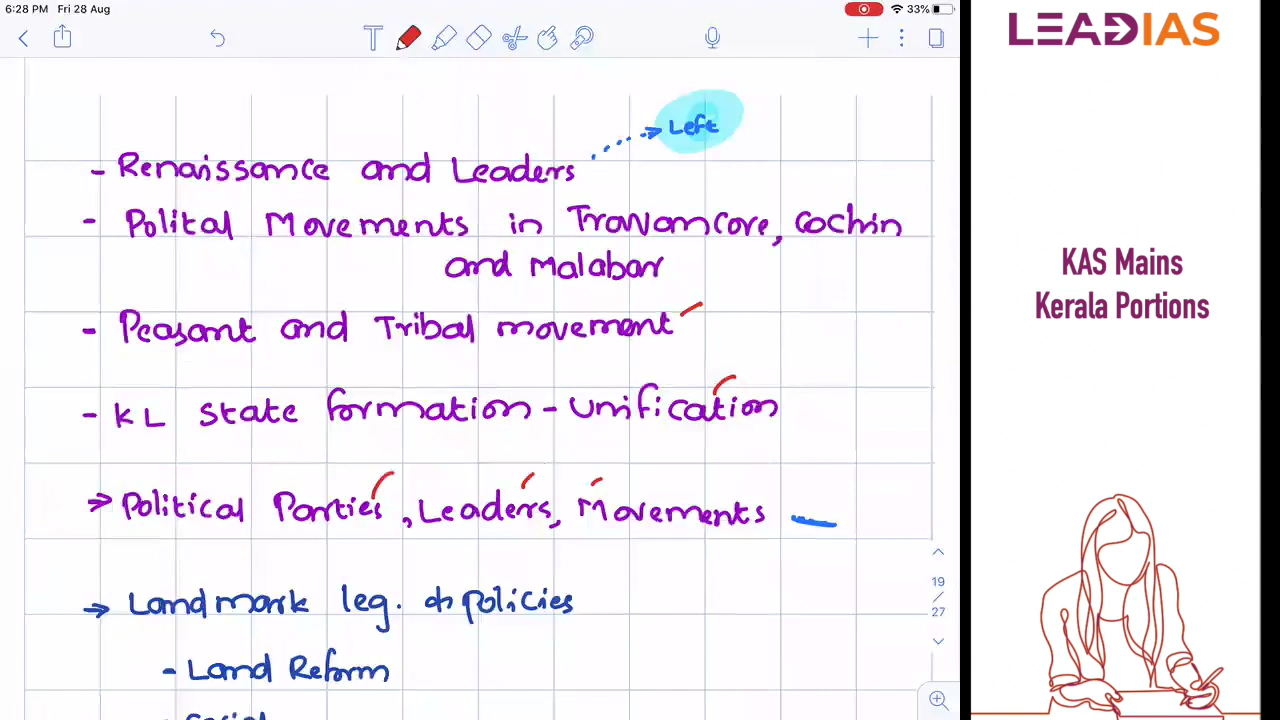 6:28 PM Fri 28 Aug
33%
LEADIAS
Left
- Renaissance and Leaders
- Polital Movements in Travancore, Cochin
and Malabar
- Peasant and Tribal movement
- KL State formation - Unification
→ Political Parties, Leaders, Movements
→ Landmark leg. & policies
- Land Reform
- Social
19
/
27
KAS Mains
Kerala Portions